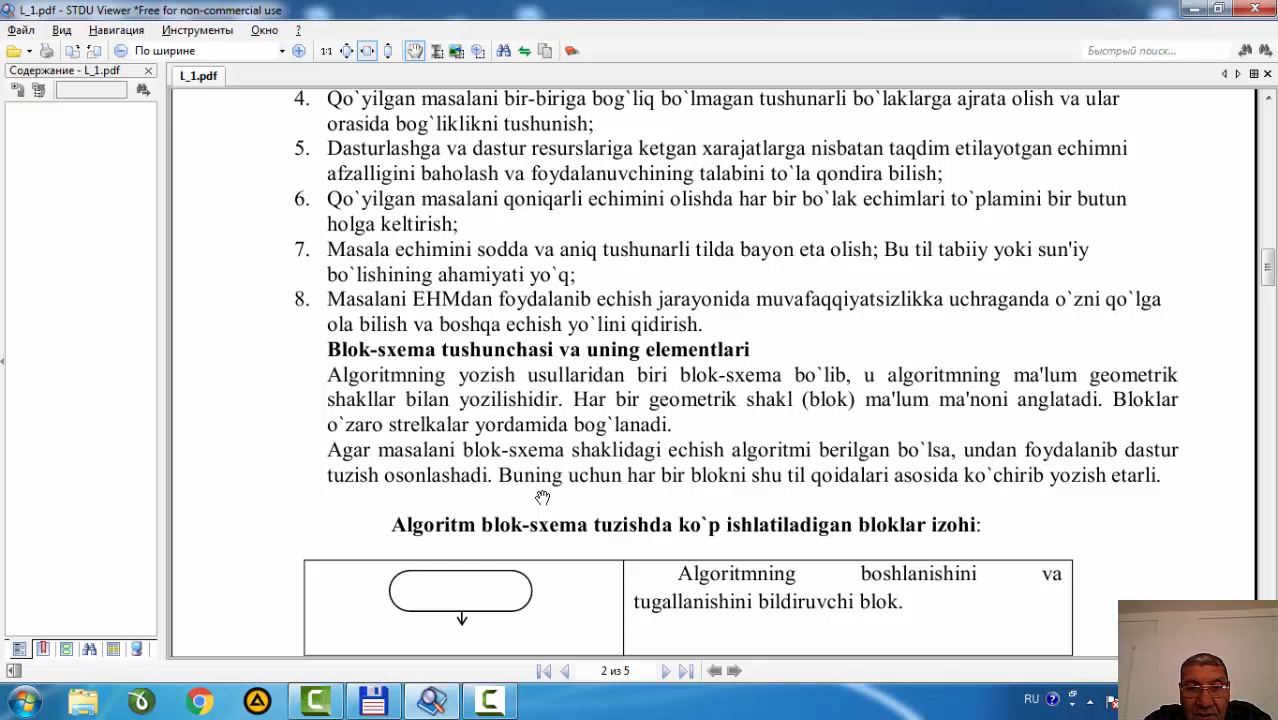 L_1.pdf - STDU Viewer *Free for non-commercial use
Файл Вид Навигация Инструменты Окно ?
По ширине 1:1 Быстрый поиск...
Содержание - L_1.pdf
L_1.pdf
4. Qo`yilgan masalani bir-biriga bog`liq bo`lmagan tushunarli bo`laklarga ajrata olish va ular
orasida bog`liklikni tushunish;
5. Dasturlashga va dastur resurslariga ketgan xarajatlarga nisbatan taqdim etilayotgan echimni
afzalligini baholash va foydalanuvchining talabini to`la qondira bilish;
6. Qo`yilgan masalani qoniqarli echimini olishda har bir bo`lak echimlari to`plamini bir butun
holga keltirish;
7. Masala echimini sodda va aniq tushunarli tilda bayon eta olish; Bu til tabiiy yoki sun'iy
bo`lishining ahamiyati yo`q;
8. Masalani EHMdan foydalanib echish jarayonida muvafaqqiyatsizlikka uchraganda o`zni qo`lga
ola bilish va boshqa echish yo`lini qidirish.
Blok-sxema tushunchasi va uning elementlari
Algoritmning yozish usullaridan biri blok-sxema bo`lib, u algoritmning ma'lum geometrik
shakllar bilan yozilishidir. Har bir geometrik shakl (blok) ma'lum ma'noni anglatadi. Bloklar
o`zaro strelkalar yordamida bog`lanadi.
Agar masalani blok-sxema shaklidagi echish algoritmi berilgan bo`lsa, undan foydalanib dastur
tuzish osonlashadi. Buning uchun har bir blokni shu til qoidalari asosida ko`chirib yozish etarli.
Algoritm blok-sxema tuzishda ko`p ishlatiladigan bloklar izohi:
Algoritmning boshlanishini va
tugallanishini bildiruvchi blok.
2 из 5
RU